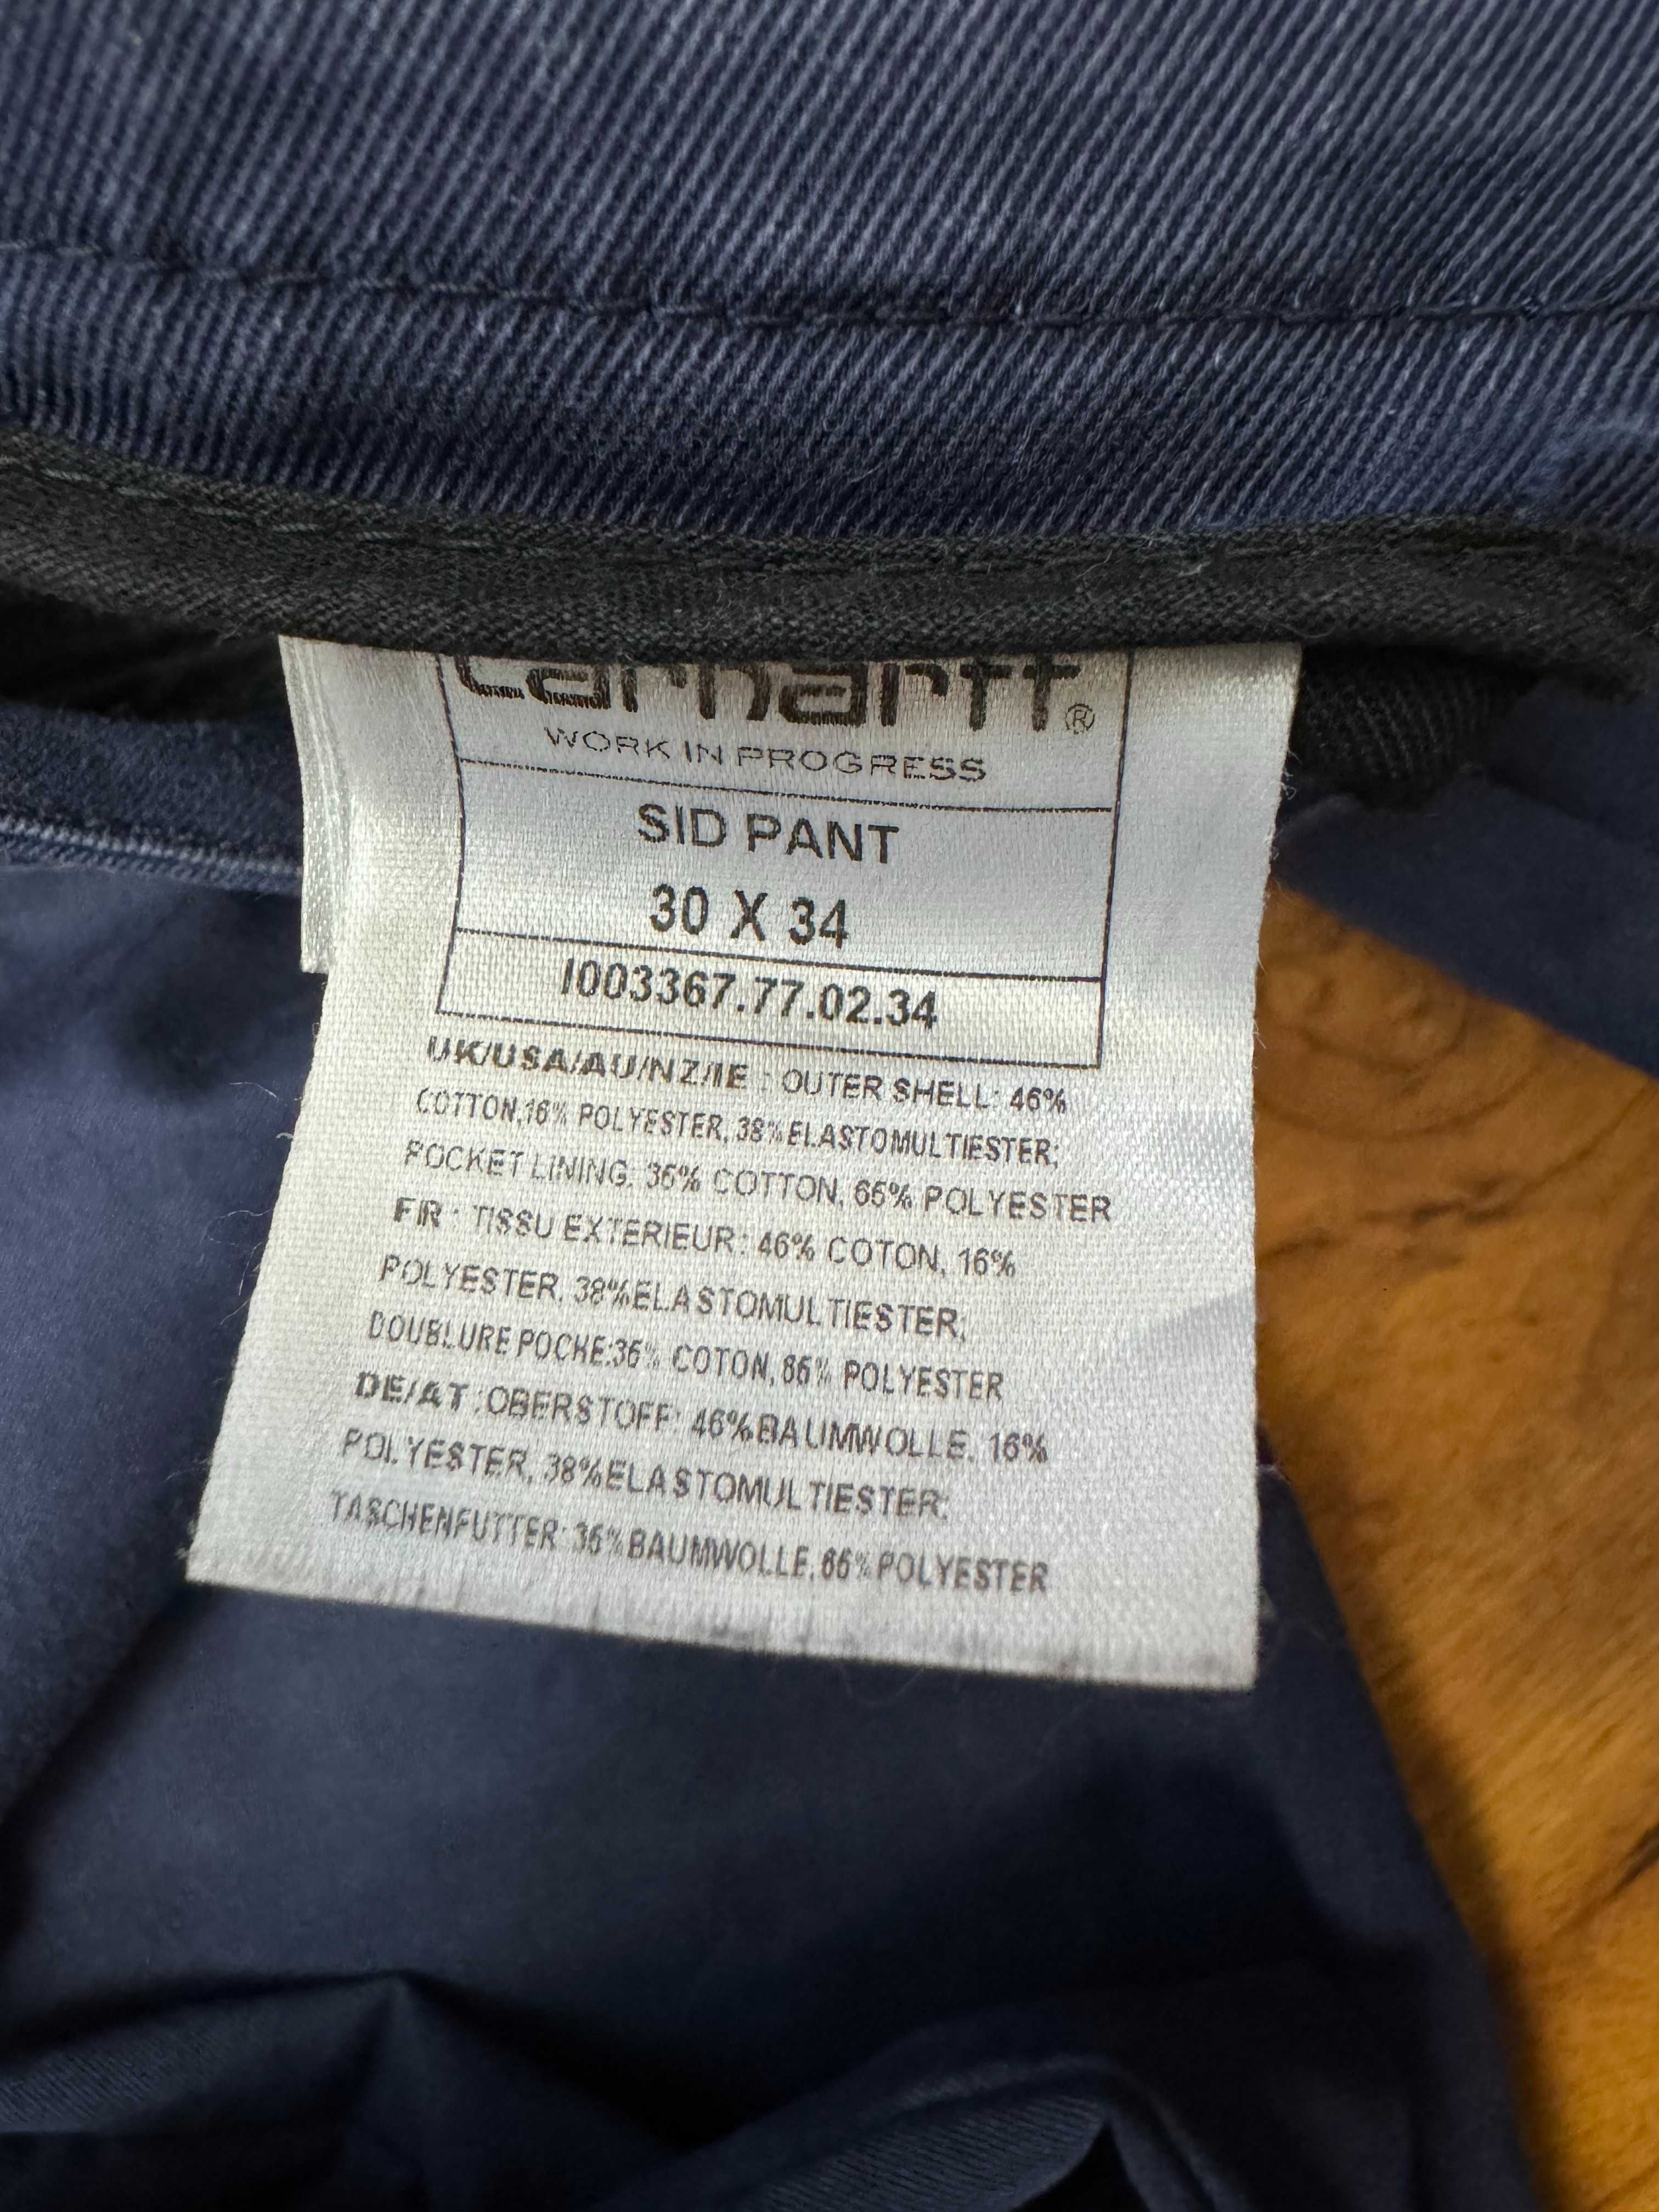 carhartt®
WORK IN PROGRESS
SID PANT
30 X 34
I003367.77.02.34
UK/USA/AU/NZ/IE : OUTER SHELL: 46%
COTTON,16% POLYESTER, 38%ELASTOMULTIESTER;
POCKET LINING: 35% COTTON, 65% POLYESTER
FR : TISSU EXTERIEUR: 46% COTON, 16%
POLYESTER, 38%ELASTOMULTIESTER;
DOUBLURE POCHE:35% COTON, 65% POLYESTER
DE/AT :OBERSTOFF: 46%BAUMWOLLE, 16%
POLYESTER, 38%ELASTOMULTIESTER;
TASCHENFUTTER: 35%BAUMWOLLE, 65%POLYESTER